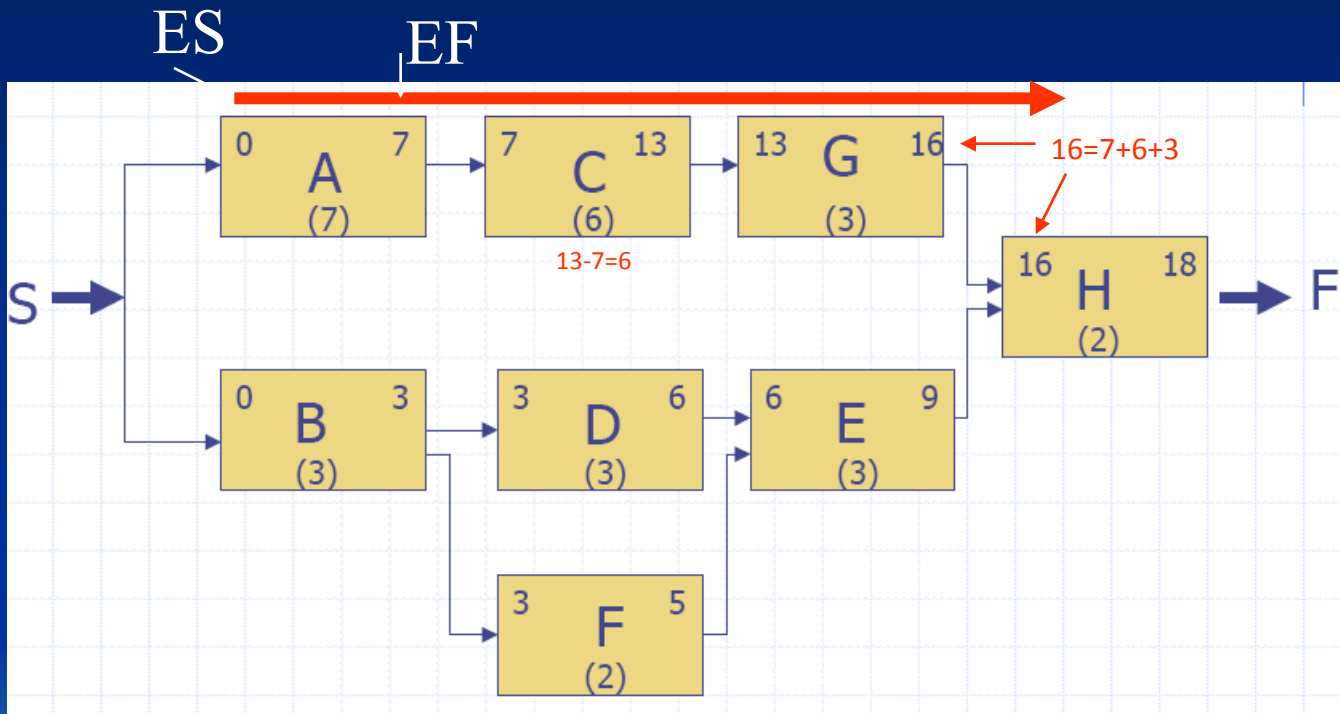 ES
EF
0 A 7
(7)
7 C 13
(6)
13 G 16
(3)
16=7+6+3
13-7=6
S
16 H 18
(2)
F
0 B 3
(3)
3 D 6
(3)
6 E 9
(3)
3 F 5
(2)